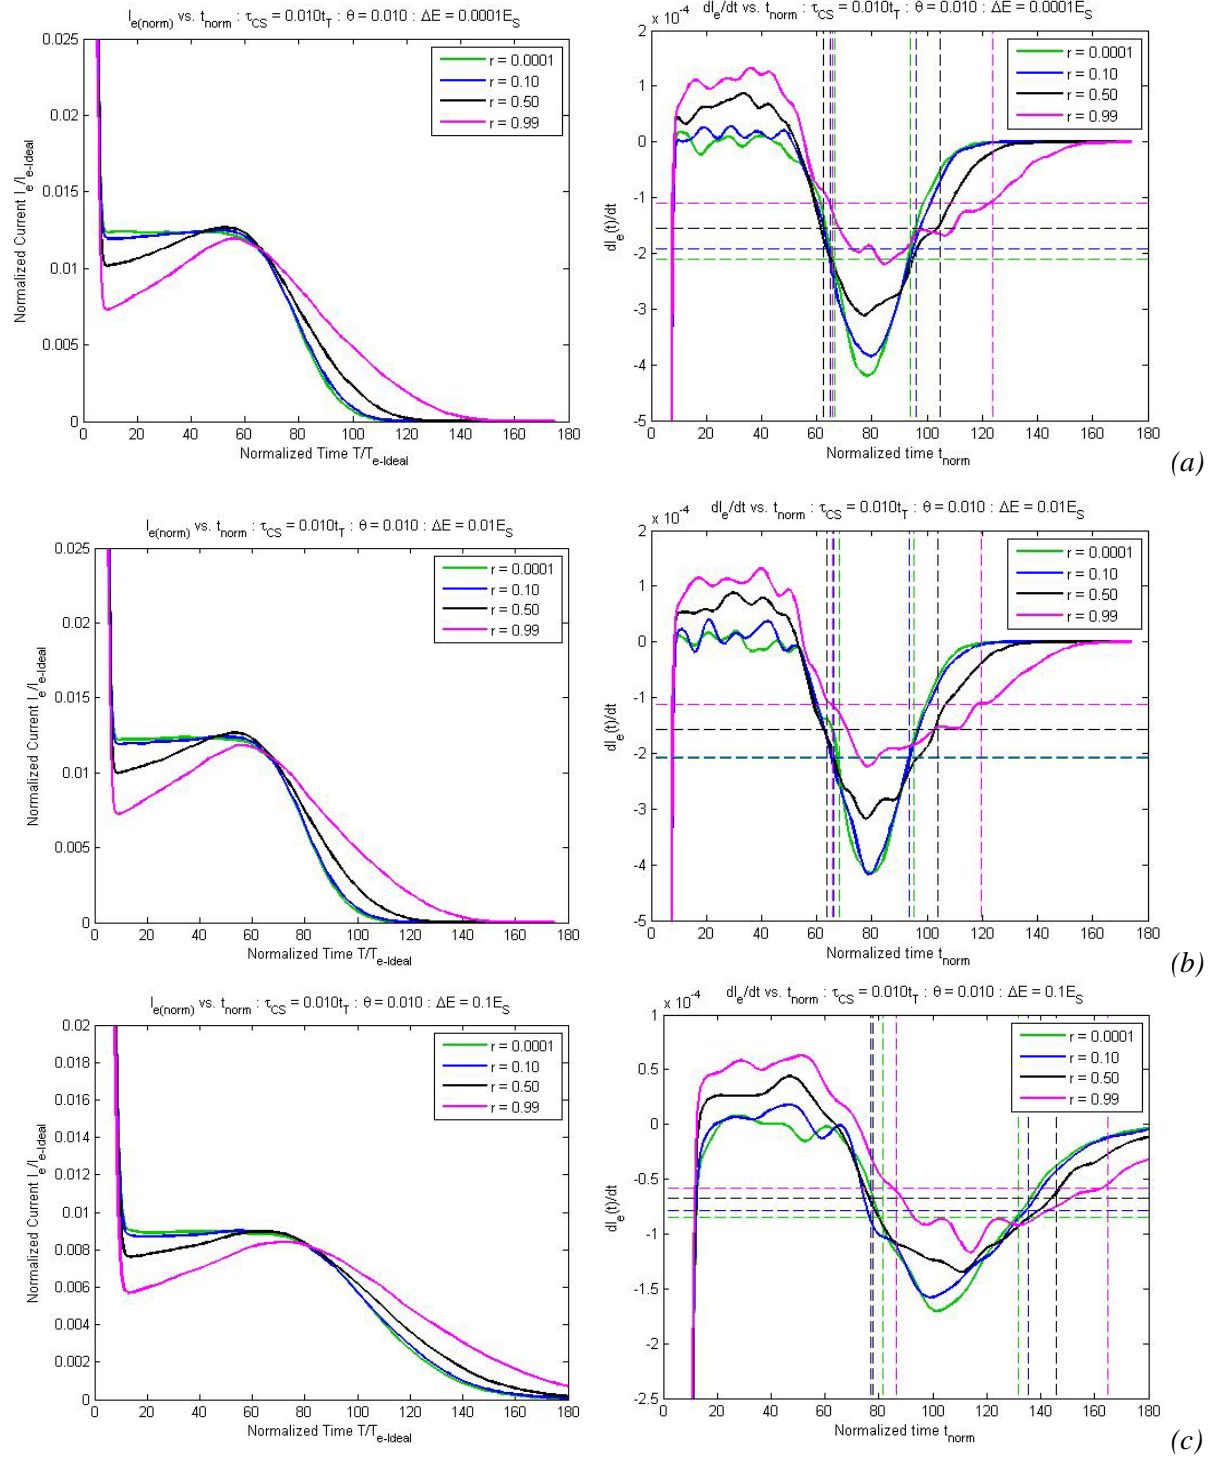 I_e(norm) vs. t_norm : τ_CS = 0.010t_T : θ = 0.010 : ΔE = 0.0001E_S
Normalized Current I_e/I_e-Ideal
0.025
0.02
0.015
0.01
0.005
0
r = 0.0001
r = 0.10
r = 0.50
r = 0.99
0 20 40 60 80 100 120 140 160 180
Normalized Time T/T_e-Ideal
dI_e/dt vs. t_norm : τ_CS = 0.010t_T : θ = 0.010 : ΔE = 0.0001E_S
x 10^-4
dI_e(t)/dt
2
1
0
-1
-2
-3
-4
-5
r = 0.0001
r = 0.10
r = 0.50
r = 0.99
0 20 40 60 80 100 120 140 160 180
Normalized time t_norm
(a)
I_e(norm) vs. t_norm : τ_CS = 0.010t_T : θ = 0.010 : ΔE = 0.01E_S
Normalized Current I_e/I_e-Ideal
0.025
0.02
0.015
0.01
0.005
0
r = 0.0001
r = 0.10
r = 0.50
r = 0.99
0 20 40 60 80 100 120 140 160 180
Normalized Time T/T_e-Ideal
dI_e/dt vs. t_norm : τ_CS = 0.010t_T : θ = 0.010 : ΔE = 0.01E_S
x 10^-4
dI_e(t)/dt
2
1
0
-1
-2
-3
-4
-5
r = 0.0001
r = 0.10
r = 0.50
r = 0.99
0 20 40 60 80 100 120 140 160 180
Normalized time t_norm
(b)
I_e(norm) vs. t_norm : τ_CS = 0.010t_T : θ = 0.010 : ΔE = 0.1E_S
Normalized Current I_e/I_e-Ideal
0.02
0.018
0.016
0.014
0.012
0.01
0.008
0.006
0.004
0.002
0
r = 0.0001
r = 0.10
r = 0.50
r = 0.99
0 20 40 60 80 100 120 140 160 180
Normalized Time T/T_e-Ideal
dI_e/dt vs. t_norm : τ_CS = 0.010t_T : θ = 0.010 : ΔE = 0.1E_S
x 10^-4
dI_e(t)/dt
1
0.5
0
-0.5
-1
-1.5
-2
-2.5
r = 0.0001
r = 0.10
r = 0.50
r = 0.99
0 20 40 60 80 100 120 140 160 180
Normalized time t_norm
(c)